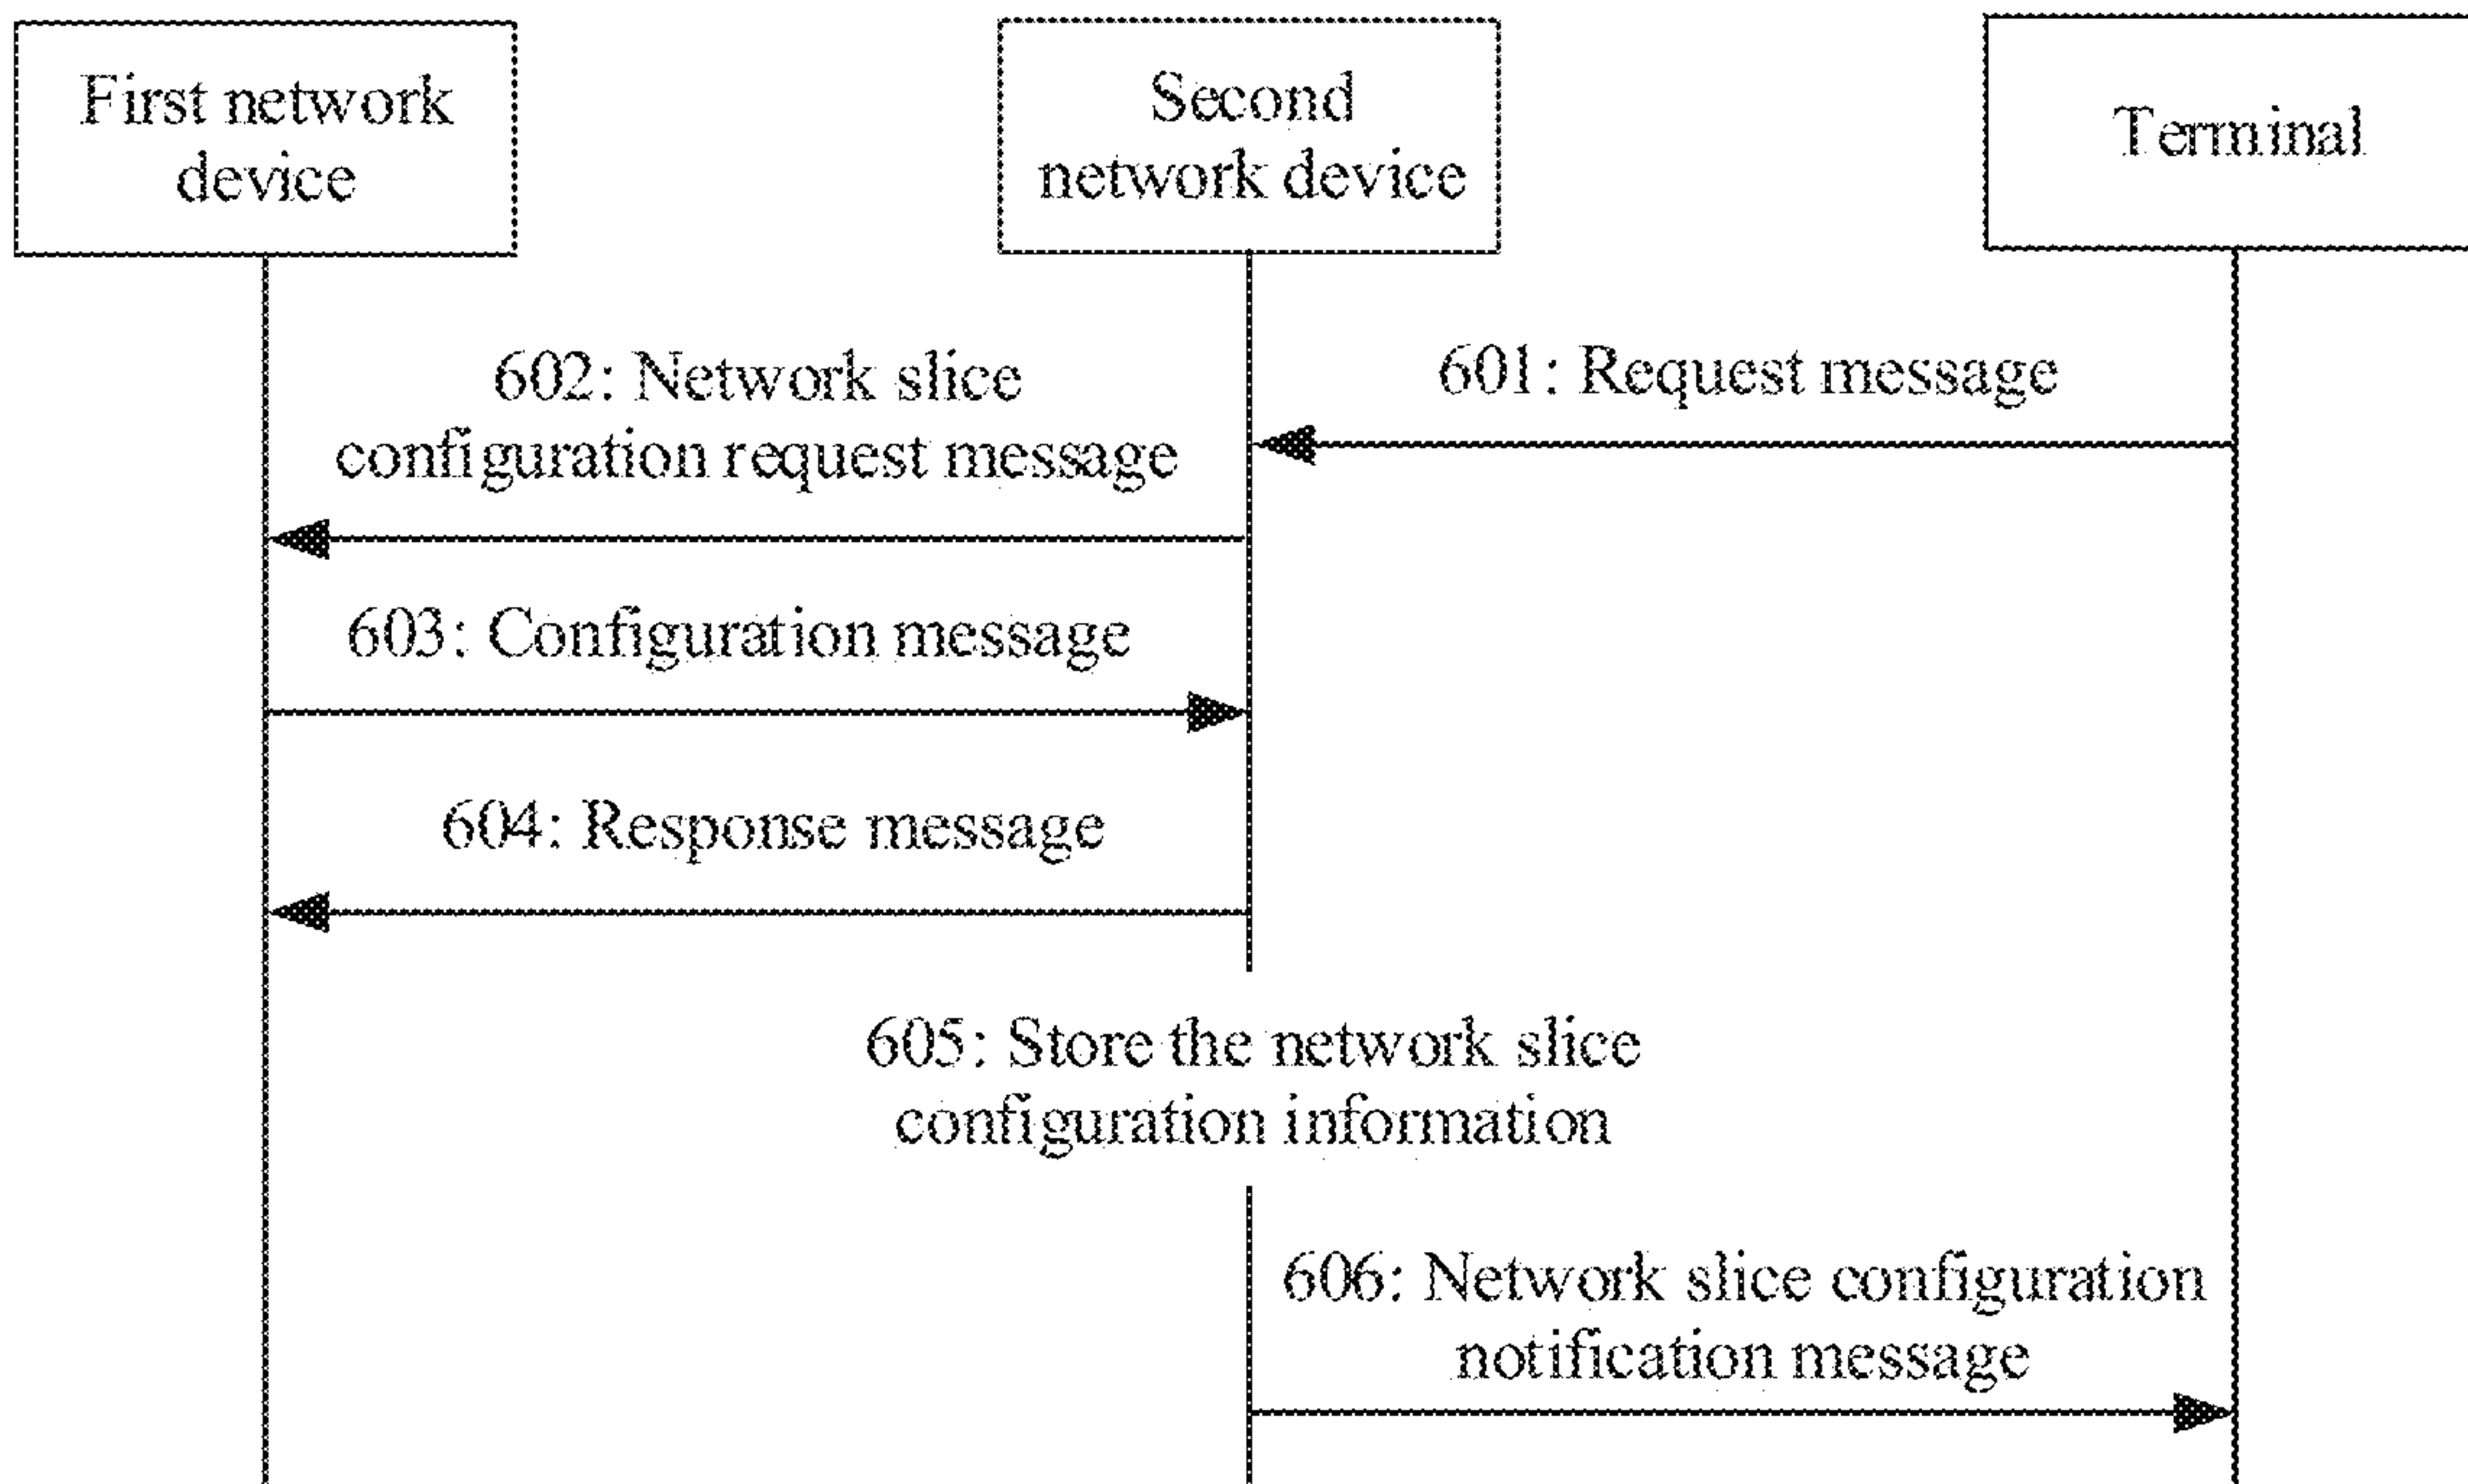 First network
device
Second
network device
Terminal
601: Request message
602: Network slice
configuration request message
603: Configuration message
604: Response message
605: Store the network slice
configuration information
606: Network slice configuration
notification message